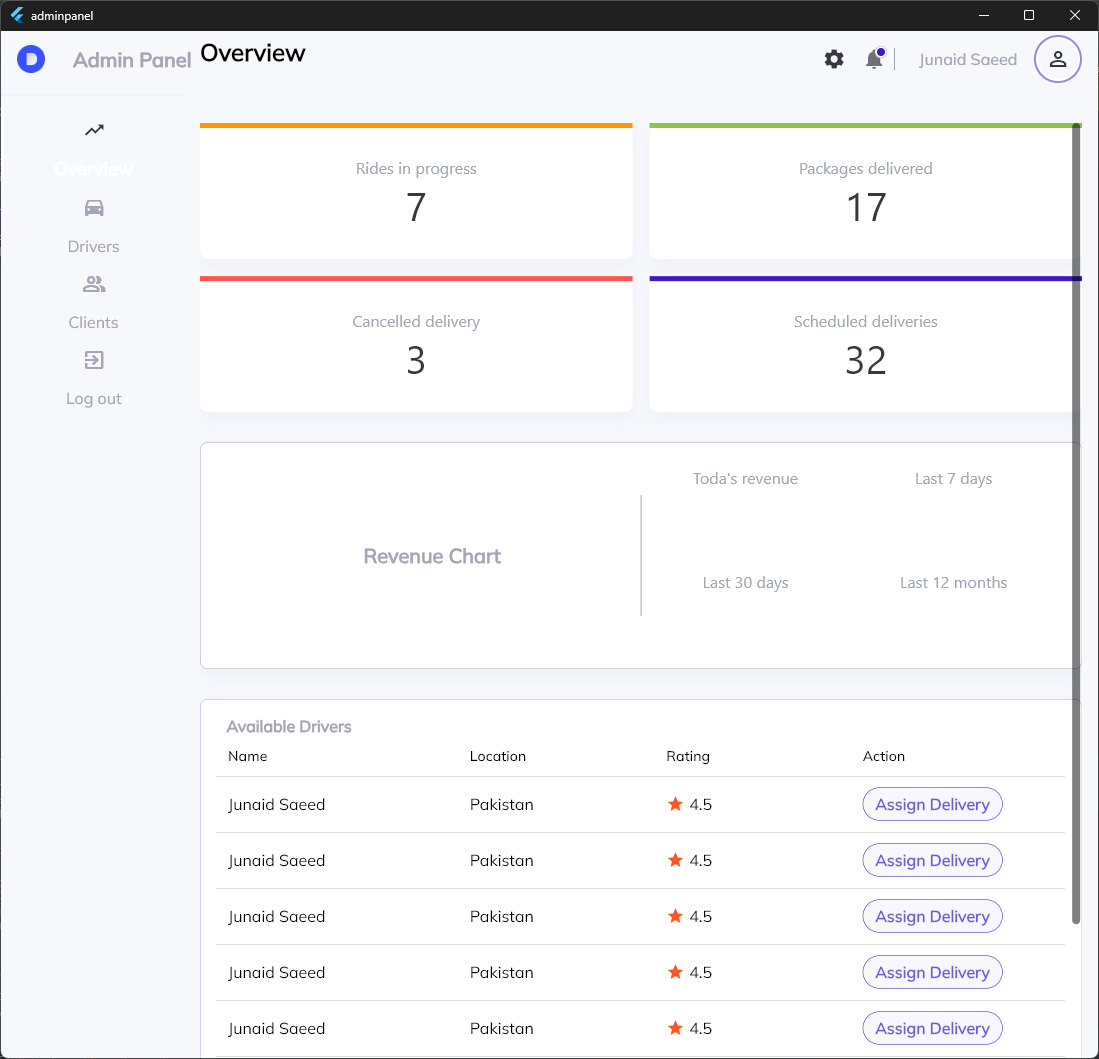 adminpanel
D Admin Panel Overview Junaid Saeed
Overview
Drivers
Clients
Log out
Rides in progress
7
Packages delivered
17
Cancelled delivery
3
Scheduled deliveries
32
Revenue Chart
Toda's revenue
Last 7 days
Last 30 days
Last 12 months
Available Drivers
Name Location Rating Action
Junaid Saeed Pakistan 4.5 Assign Delivery
Junaid Saeed Pakistan 4.5 Assign Delivery
Junaid Saeed Pakistan 4.5 Assign Delivery
Junaid Saeed Pakistan 4.5 Assign Delivery
Junaid Saeed Pakistan 4.5 Assign Delivery